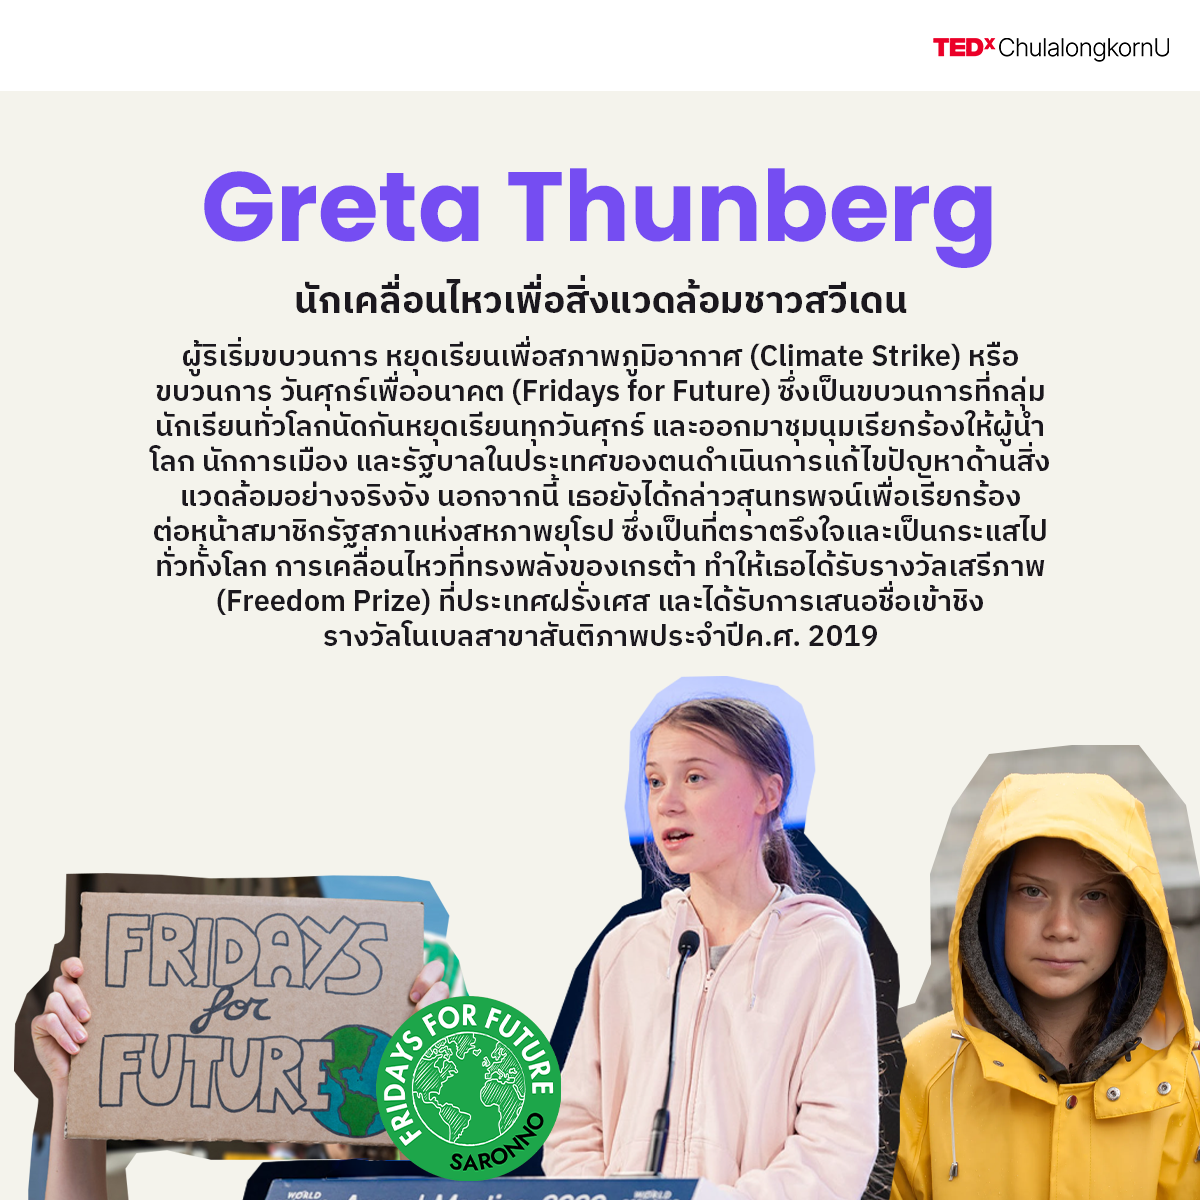 TEDxChulalongkornU
Greta Thunberg
นักเคลื่อนไหวเพื่อสิ่งแวดล้อมชาวสวีเดน
ผู้ริเริ่มขบวนการ หยุดเรียนเพื่อสภาพภูมิอากาศ (Climate Strike) หรือ
ขบวนการ วันศุกร์เพื่ออนาคต (Fridays for Future) ซึ่งเป็นขบวนการที่กลุ่ม
นักเรียนทั่วโลกนัดกันหยุดเรียนทุกวันศุกร์ และออกมาชุมนุมเรียกร้องให้ผู้นำ
โลก นักการเมือง และรัฐบาลในประเทศของตนดำเนินการแก้ไขปัญหาด้านสิ่ง
แวดล้อมอย่างจริงจัง นอกจากนี้ เธอยังได้กล่าวสุนทรพจน์เพื่อเรียกร้อง
ต่อหน้าสมาชิกรัฐสภาแห่งสหภาพยุโรป ซึ่งเป็นที่ตราตรึงใจและเป็นกระแสไป
ทั่วทั้งโลก การเคลื่อนไหวที่ทรงพลังของเกรต้า ทำให้เธอได้รับรางวัลเสรีภาพ
(Freedom Prize) ที่ประเทศฝรั่งเศส และได้รับการเสนอชื่อเข้าชิง
รางวัลโนเบลสาขาสันติภาพประจำปีค.ศ. 2019
FRIDAYS
for
FUTURE
FRIDAYS FOR FUTURE
SARONNO
WORLD
WORLD